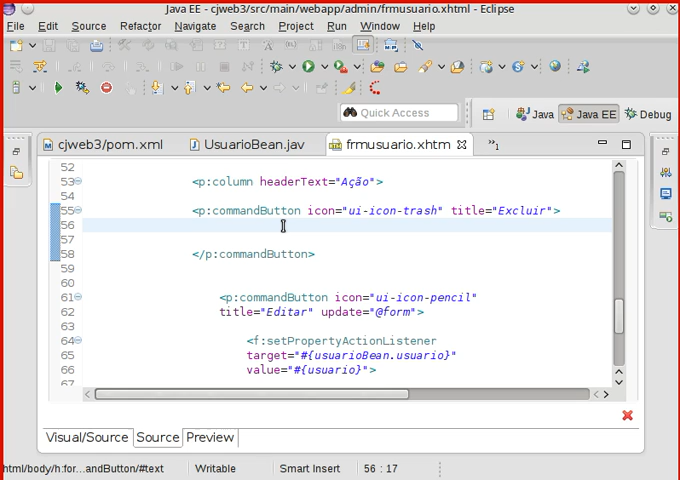 Java EE - cjweb3/src/main/webapp/admin/frmusuario.xhtml - Eclipse
File Edit Source Refactor Navigate Search Project Run Window Help
Quick Access
Java
Java EE
Debug
cjweb3/pom.xml
UsuarioBean.jav
frmusuario.xhtm
»1
52
53 <p:column headerText="Ação">
54
55 <p:commandButton icon="ui-icon-trash" title="Excluir">
56
57
58 </p:commandButton>
59
60
61 <p:commandButton icon="ui-icon-pencil"
62 title="Editar" update="@form">
63
64 <f:setPropertyActionListener
65 target="#{usuarioBean.usuario}"
66 value="#{usuario}">
67
Visual/Source Source Preview
html/body/h:for...andButton/#text Writable Smart Insert 56 : 17